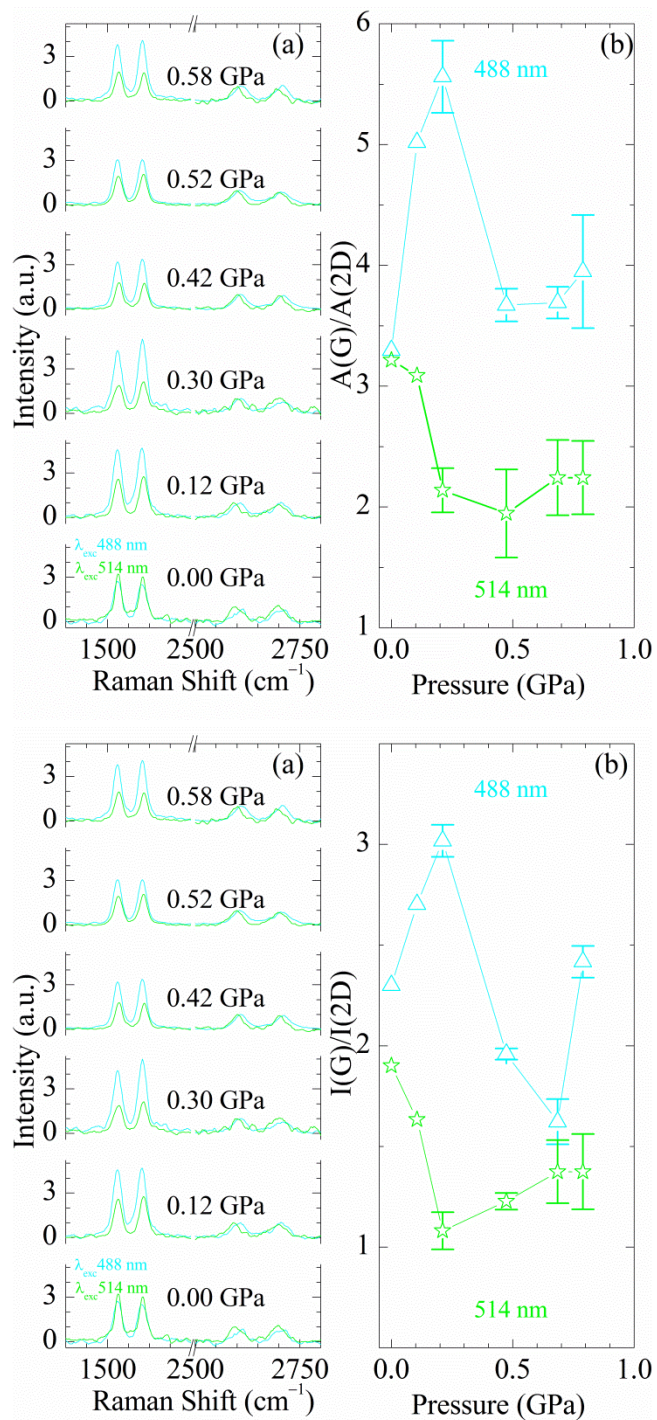 (a)
3
0
0.58 GPa
3
0
0.52 GPa
3
0
0.42 GPa
3
0
0.30 GPa
3
0
0.12 GPa
λexc 488 nm
λexc 514 nm
3
0
0.00 GPa
1500 2500 2750
Raman Shift (cm⁻¹)
Intensity (a.u.)
(b)
488 nm
514 nm
6
5
4
3
2
1
0.0 0.5 1.0
Pressure (GPa)
A(G)/A(2D)
(a)
3
0
0.58 GPa
3
0
0.52 GPa
3
0
0.42 GPa
3
0
0.30 GPa
3
0
0.12 GPa
λexc 488 nm
λexc 514 nm
3
0
0.00 GPa
1500 2500 2750
Raman Shift (cm⁻¹)
Intensity (a.u.)
(b)
488 nm
514 nm
3
2
1
0.0 0.5 1.0
Pressure (GPa)
I(G)/I(2D)